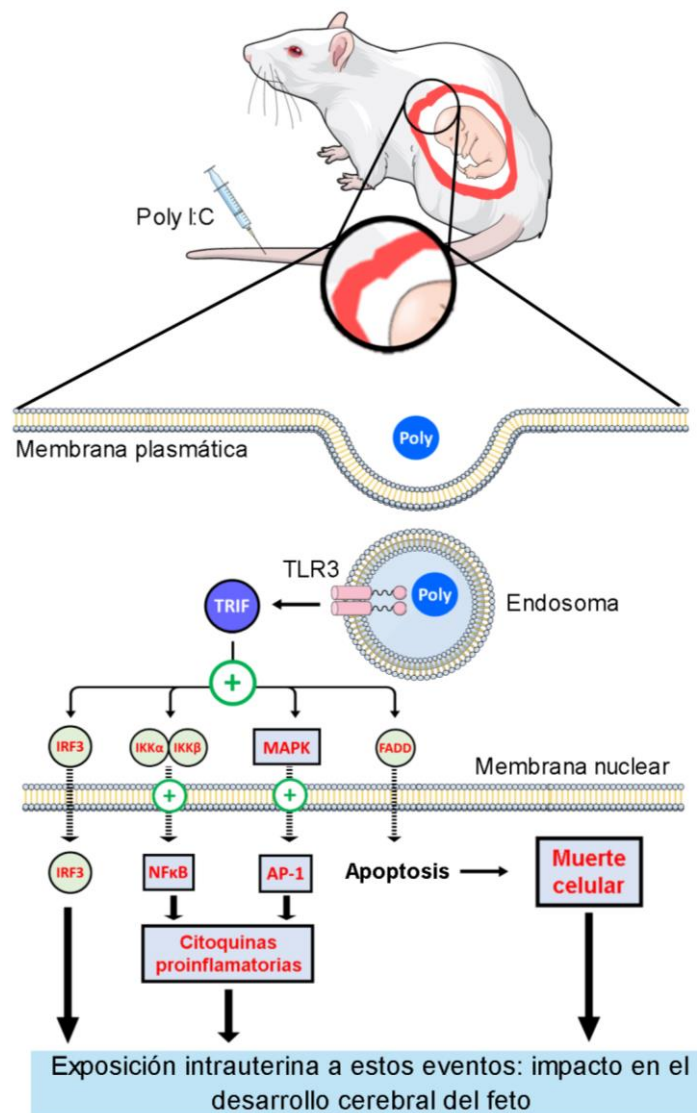 Poly I:C
Poly
Membrana plasmática
TLR3
Poly
TRIF
Endosoma
+
IRF3
IKKα
IKKβ
MAPK
FADD
Membrana nuclear
+
+
IRF3
NFκB
AP-1
Apoptosis
Muerte
celular
Citoquinas
proinflamatorias
Exposición intrauterina a estos eventos: impacto en el
desarrollo cerebral del feto